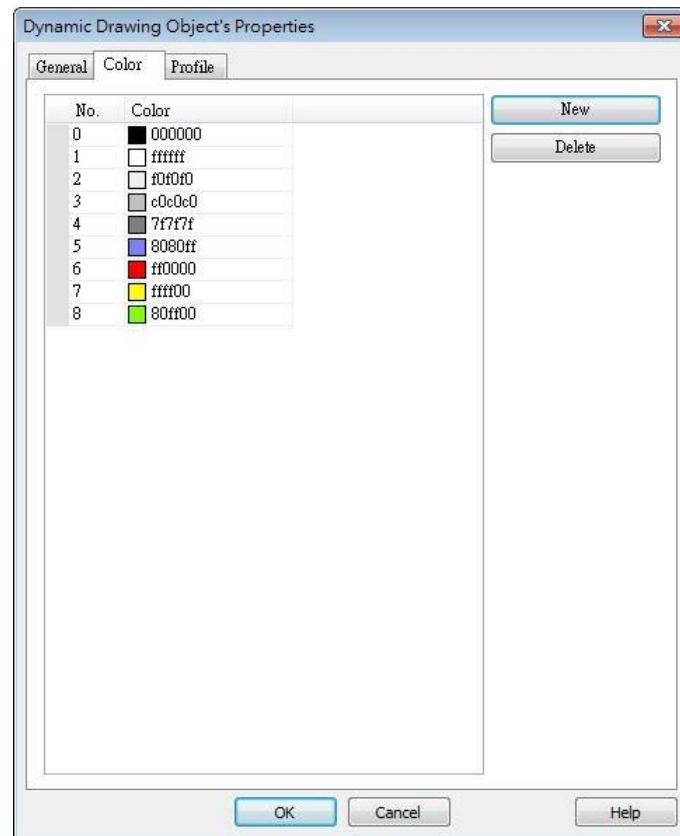 Dynamic Drawing Object's Properties
General Color Profile
No. Color
0 000000
1 ffffff
2 f0f0f0
3 c0c0c0
4 7f7f7f
5 8080ff
6 ff0000
7 ffff00
8 80ff00
New
Delete
OK Cancel Help